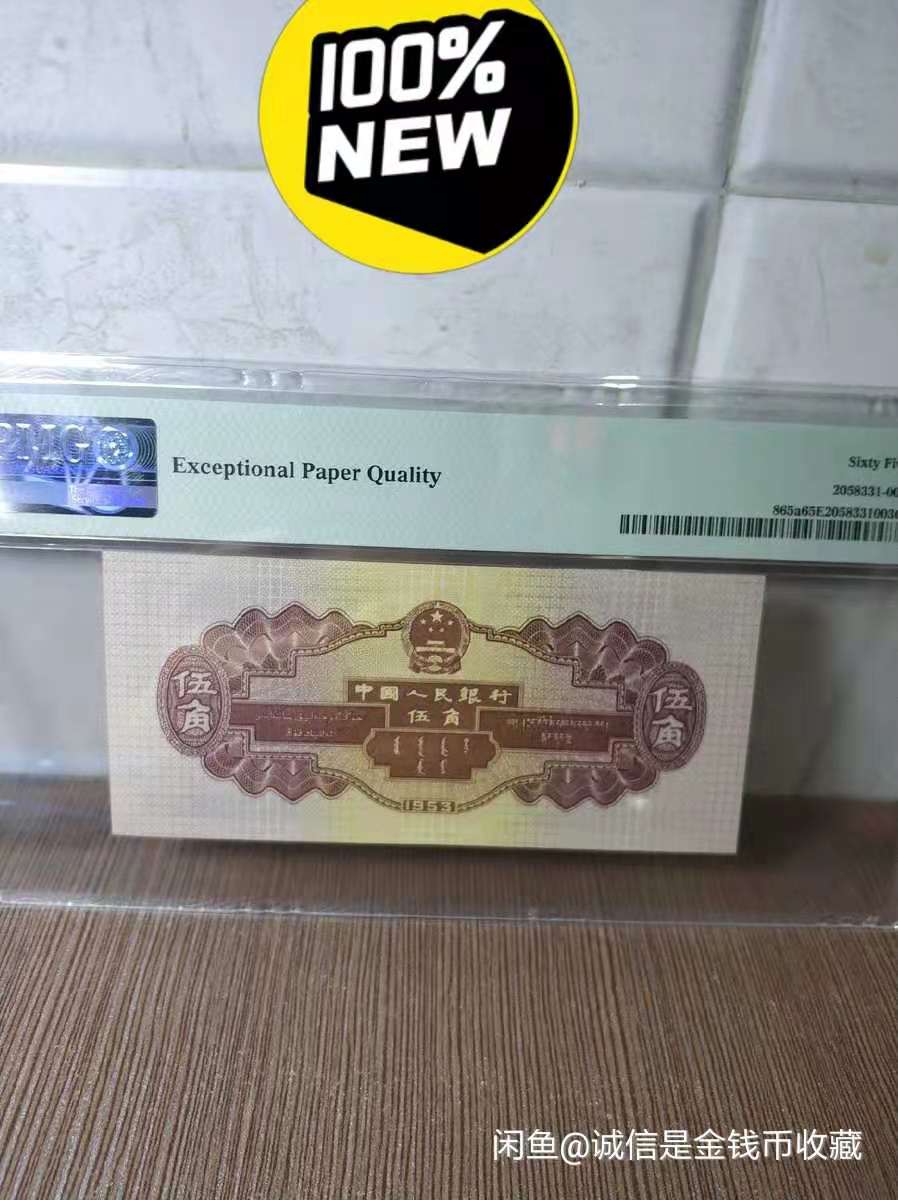 100%
NEW
PMG
Exceptional Paper Quality
Sixty Fi
2058331-00
865a65E2058331003
中國人民銀行
伍角
伍角
伍角
1953
闲鱼@诚信是金钱币收藏